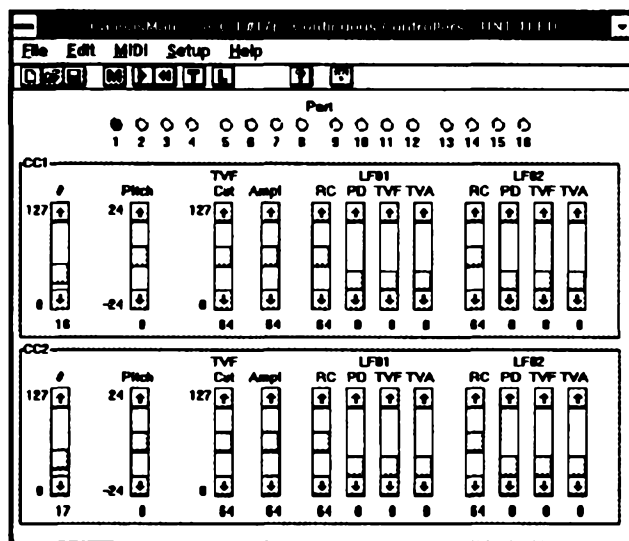 Continuous Controllers - UNTITLED
File Edit MIDI Setup Help
M T L ?
Part
1 2 3 4 5 6 7 8 9 10 11 12 13 14 15 16
CC1
TVF LFO1 LFO2
# Pitch Cut Ampl RC PD TVF TVA RC PD TVF TVA
127 24 127
0 -24 0
16 0 64 64 64 0 0 0 64 0 0 0
CC2
TVF LFO1 LFO2
# Pitch Cut Ampl RC PD TVF TVA RC PD TVF TVA
127 24 127
0 -24 0
17 0 64 64 64 0 0 0 64 0 0 0